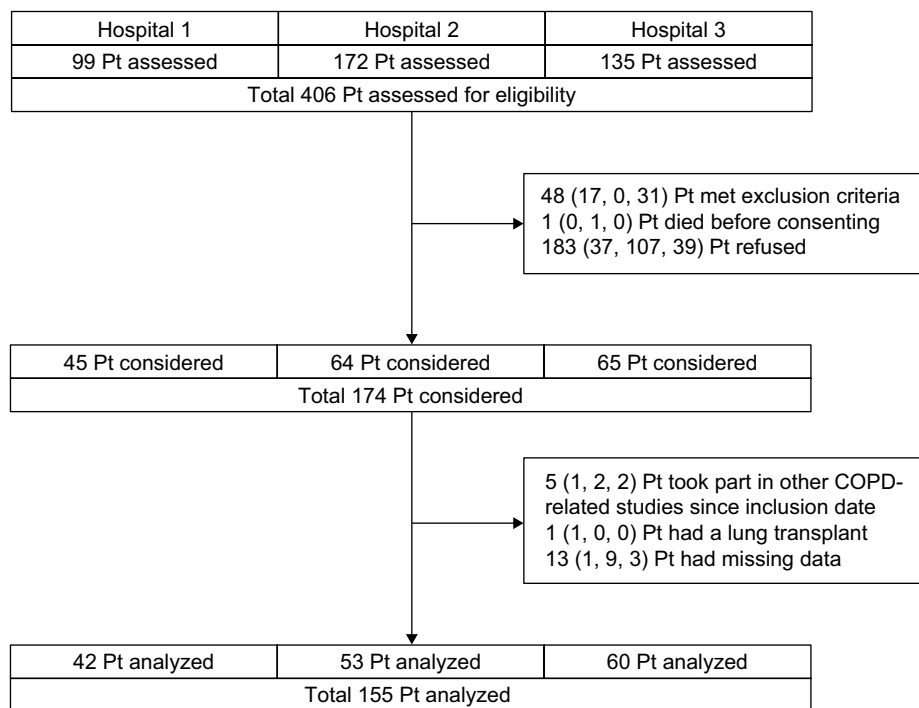 Hospital 1 Hospital 2 Hospital 3
99 Pt assessed 172 Pt assessed 135 Pt assessed
Total 406 Pt assessed for eligibility
48 (17, 0, 31) Pt met exclusion criteria
1 (0, 1, 0) Pt died before consenting
183 (37, 107, 39) Pt refused
45 Pt considered 64 Pt considered 65 Pt considered
Total 174 Pt considered
5 (1, 2, 2) Pt took part in other COPD-
related studies since inclusion date
1 (1, 0, 0) Pt had a lung transplant
13 (1, 9, 3) Pt had missing data
42 Pt analyzed 53 Pt analyzed 60 Pt analyzed
Total 155 Pt analyzed